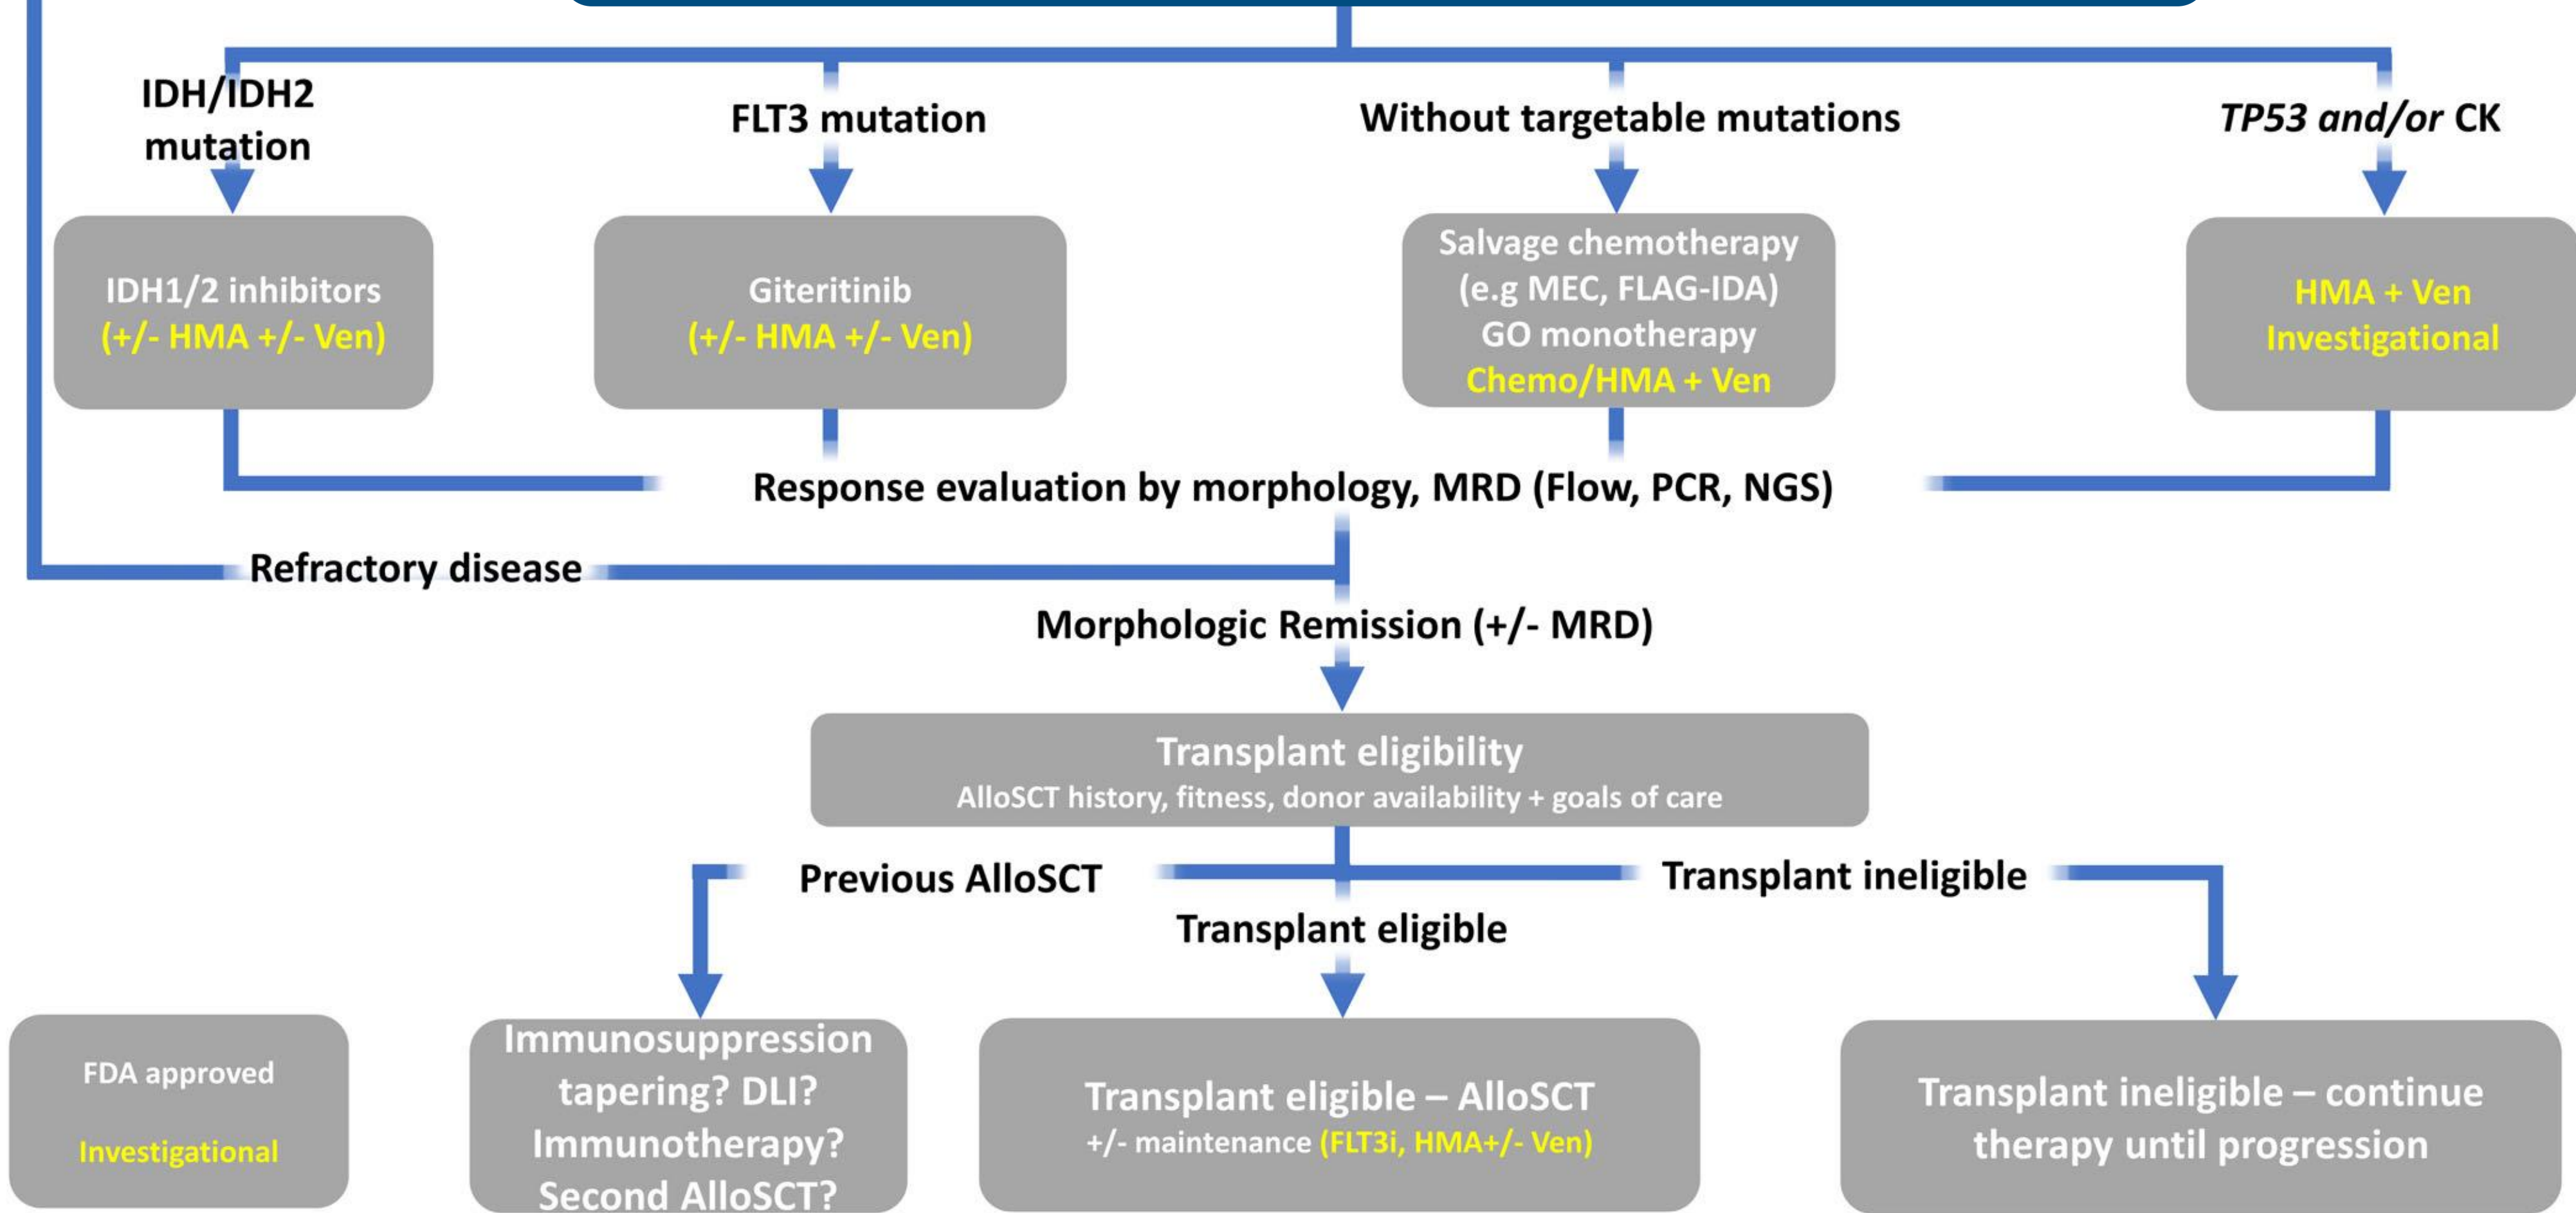 IDH/IDH2
mutation
FLT3 mutation
Without targetable mutations
TP53 and/or CK
IDH1/2 inhibitors
(+/- HMA +/- Ven)
Giteritinib
(+/- HMA +/- Ven)
Salvage chemotherapy
(e.g MEC, FLAG-IDA)
GO monotherapy
Chemo/HMA + Ven
HMA + Ven
Investigational
Response evaluation by morphology, MRD (Flow, PCR, NGS)
Refractory disease
Morphologic Remission (+/- MRD)
Transplant eligibility
AlloSCT history, fitness, donor availability + goals of care
Previous AlloSCT
Transplant eligible
Transplant ineligible
FDA approved
Investigational
Immunosuppression
tapering? DLI?
Immunotherapy?
Second AlloSCT?
Transplant eligible – AlloSCT
+/- maintenance (FLT3i, HMA+/- Ven)
Transplant ineligible – continue
therapy until progression